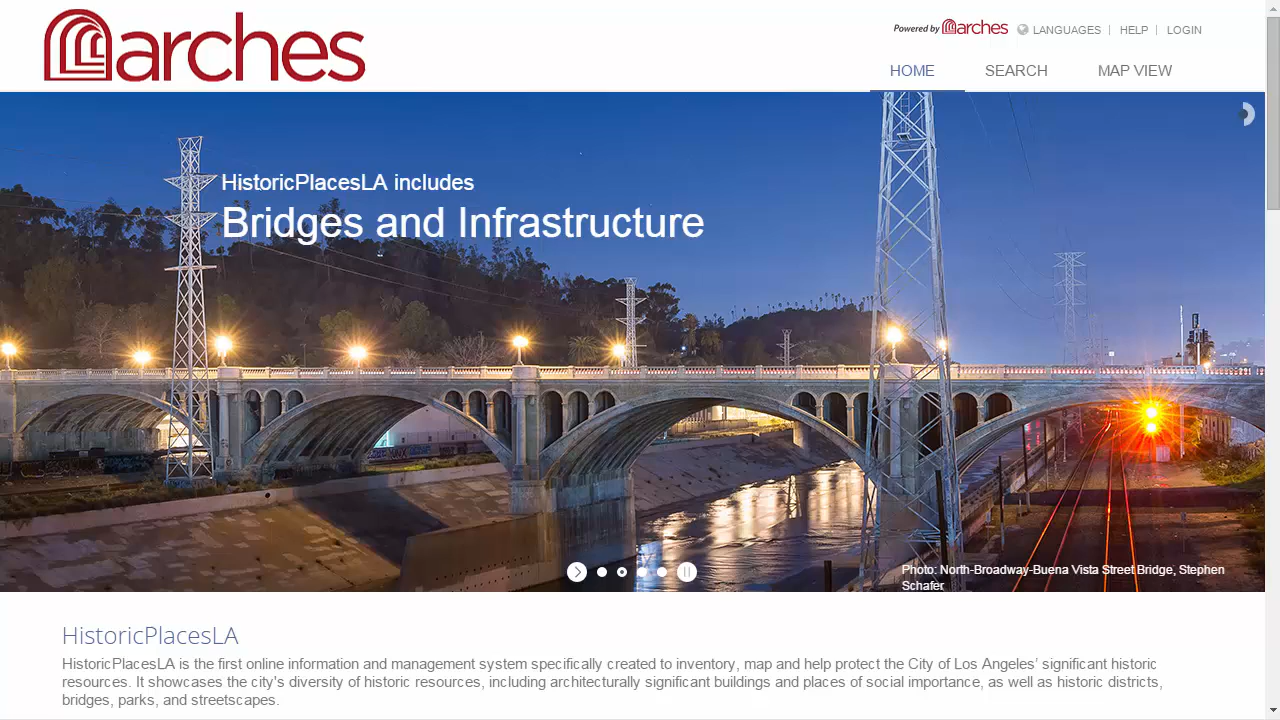 arches
Powered by arches
LANGUAGES
HELP
LOGIN
HOME
SEARCH
MAP VIEW
HistoricPlacesLA includes
Bridges and Infrastructure
Photo: North-Broadway-Buena Vista Street Bridge, Stephen
Schafer
HistoricPlacesLA
HistoricPlacesLA is the first online information and management system specifically created to inventory, map and help protect the City of Los Angeles' significant historic
resources. It showcases the city's diversity of historic resources, including architecturally significant buildings and places of social importance, as well as historic districts,
bridges, parks, and streetscapes.